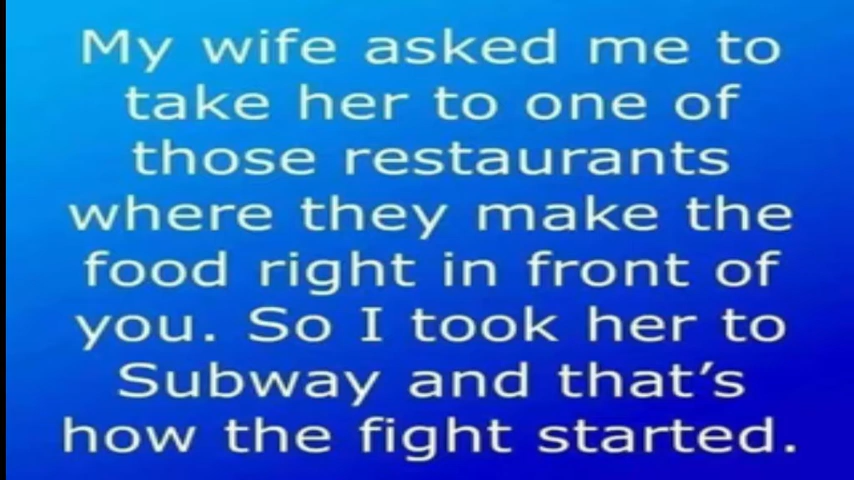 My wife asked me to
take her to one of
those restaurants
where they make the
food right in front of
you. So I took her to
Subway and that’s
how the fight started.